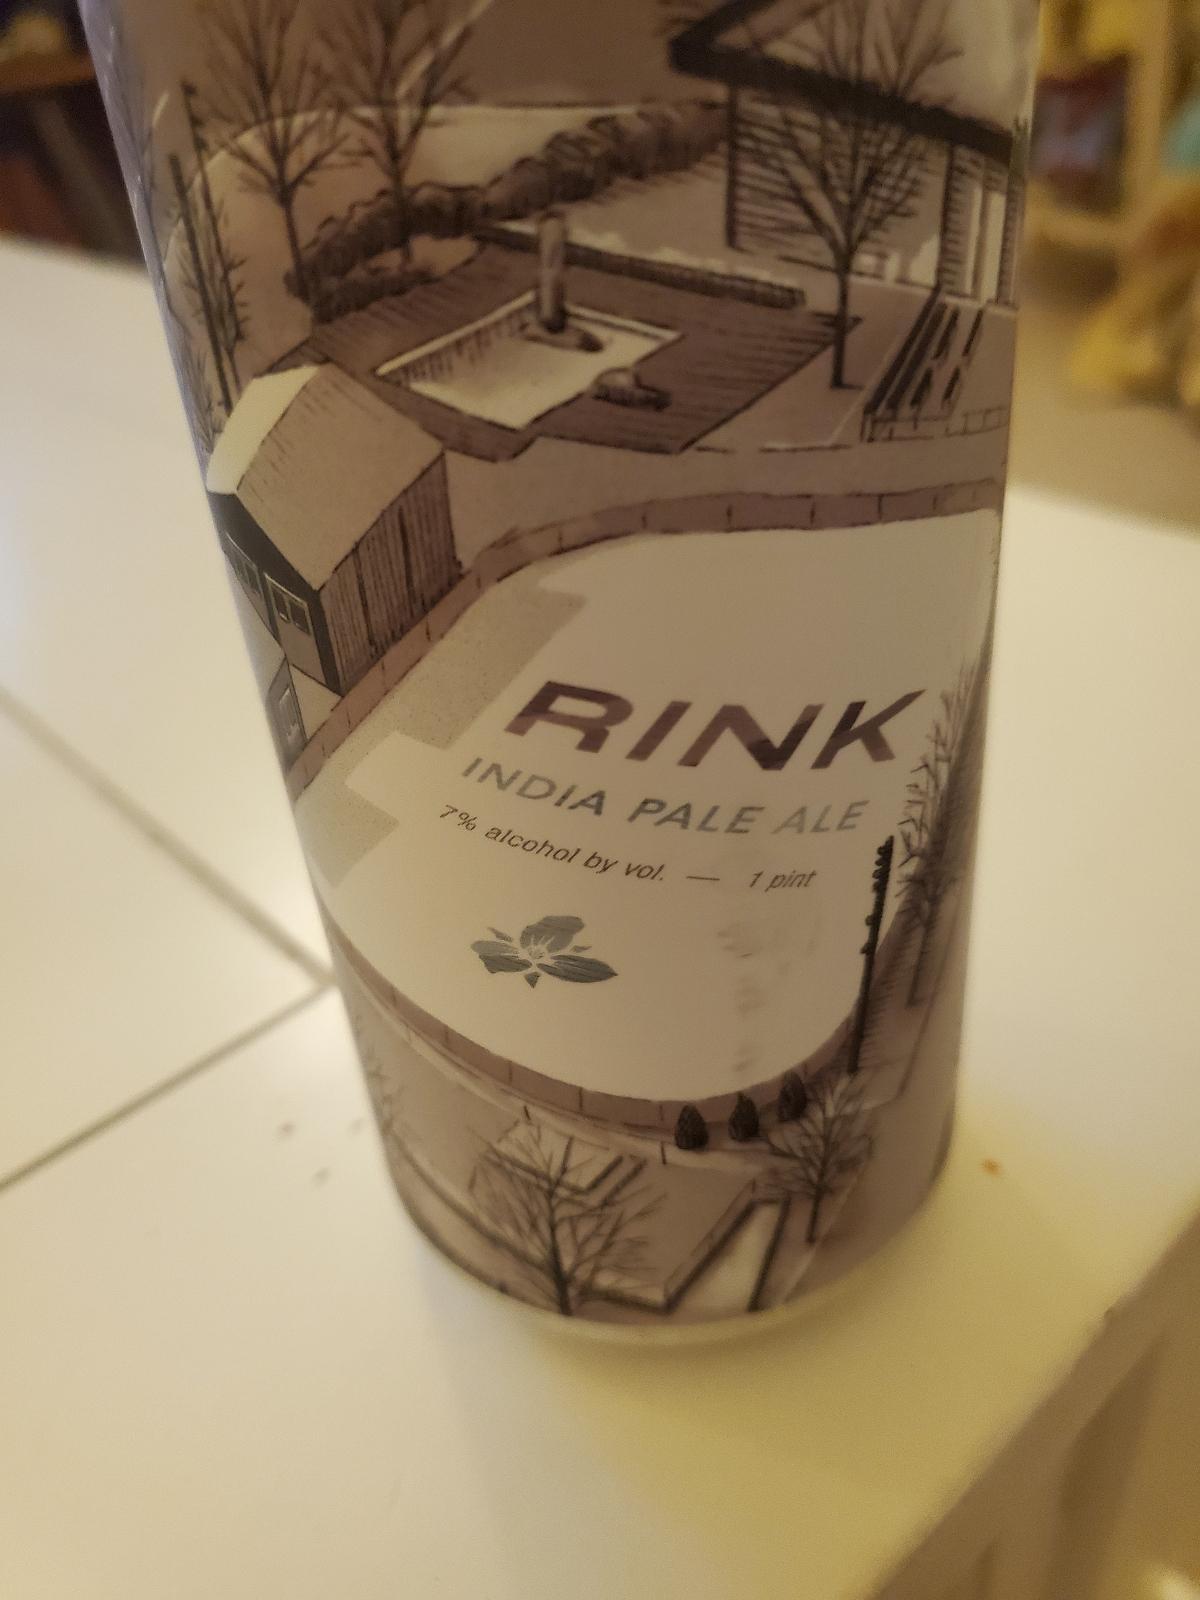 RINK
INDIA PALE ALE
7% alcohol by vol. — 1 pint